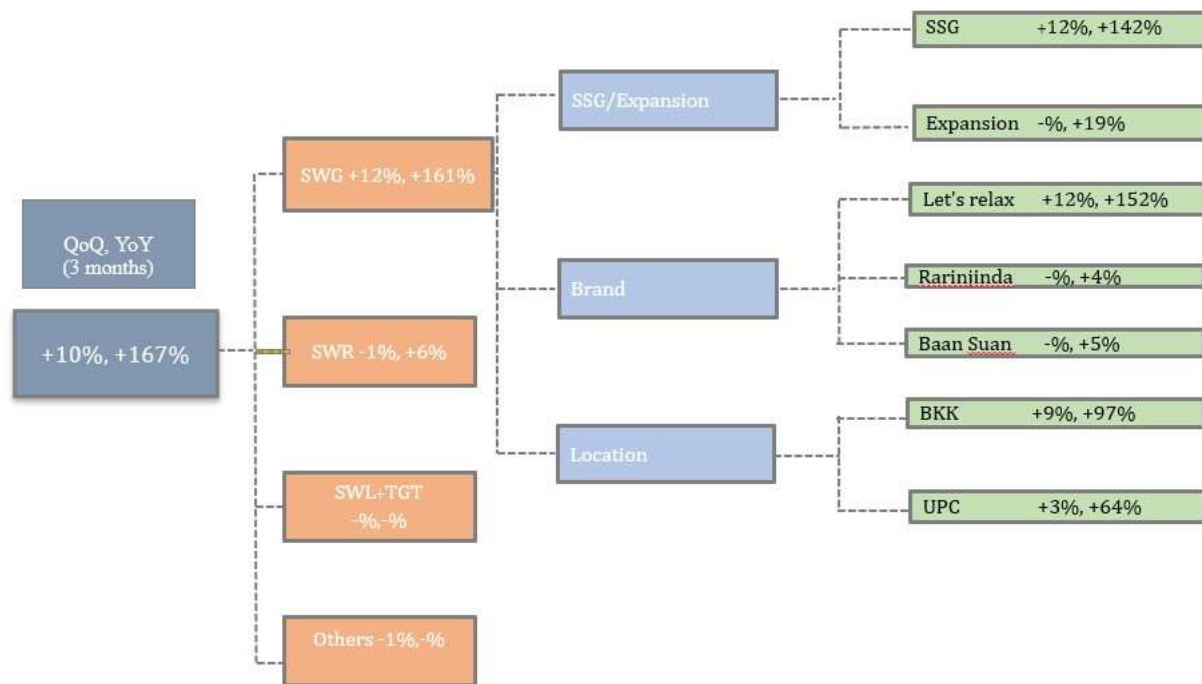 QoQ, YoY
(3 months)
+10%, +167%
SWG +12%, +161%
SWR -1%, +6%
SWL+TGT
-%,-%
Others -1%,-%
SSG/Expansion
Brand
Location
SSG +12%, +142%
Expansion -%, +19%
Let's relax +12%, +152%
Rarinjinda -%, +4%
Baan Suan -%, +5%
BKK +9%, +97%
UPC +3%, +64%